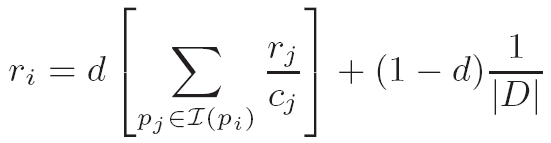 $r_i = d \left[ \sum_{p_j \in \mathcal{I}(p_i)} \frac{r_j}{c_j} \right] + (1 - d) \frac{1}{|D|}$